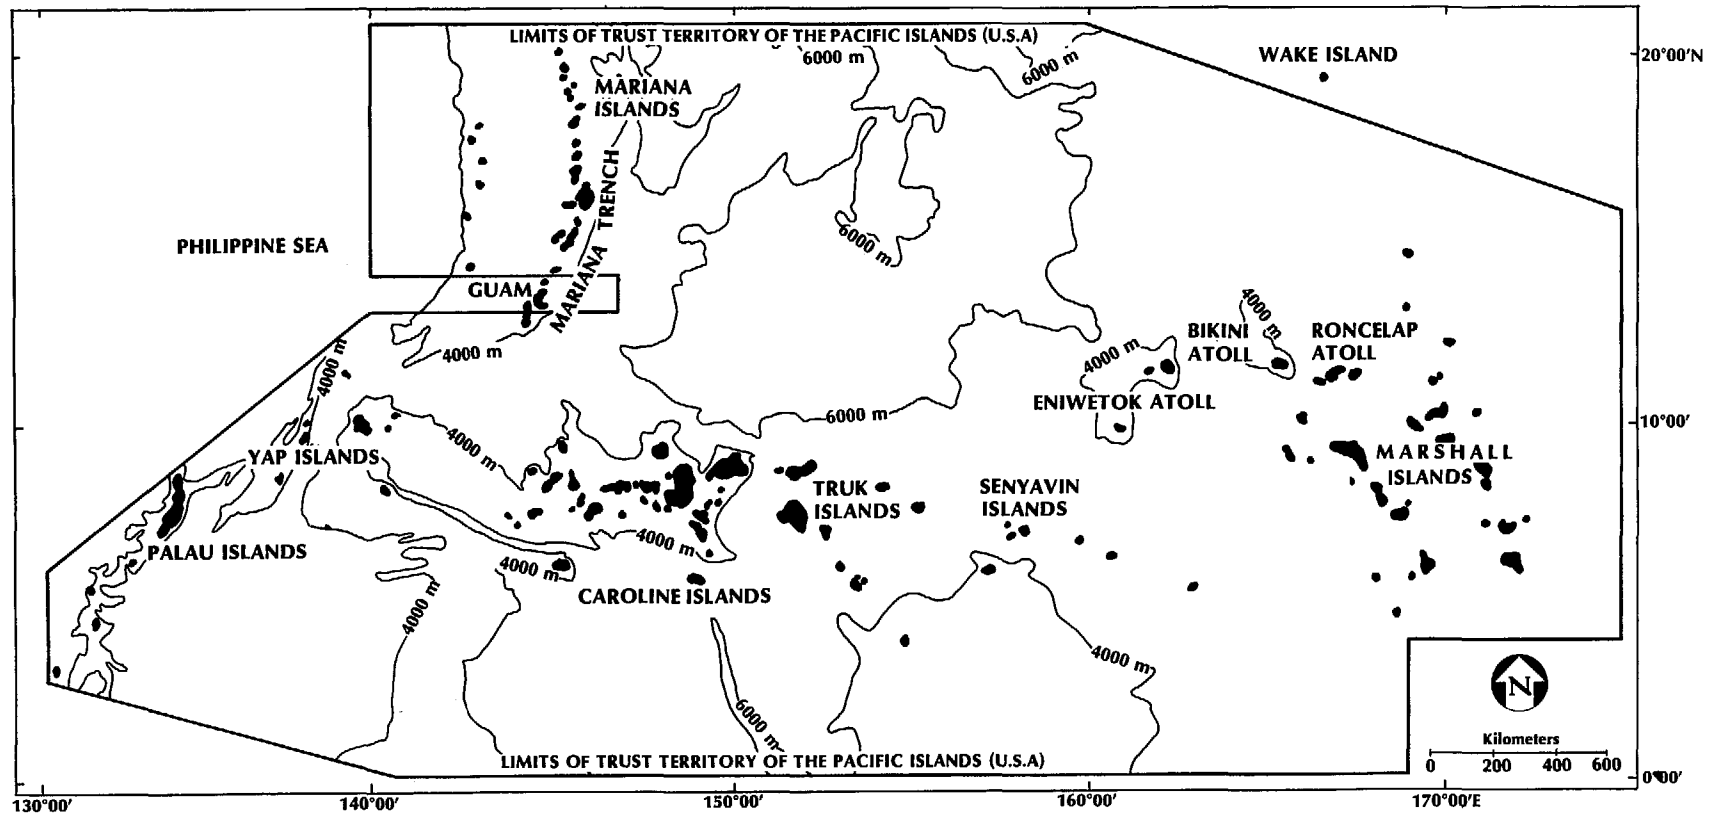 LIMITS OF TRUST TERRITORY OF THE PACIFIC ISLANDS (U.S.A)
WAKE ISLAND
20°00'N
6000 m
6000 m
MARIANA
ISLANDS
MARIANA TRENCH
PHILIPPINE SEA
6000 m
GUAM
4000 m
4000 m
4000 m
BIKINI
ATOLL
RONCELAP
ATOLL
4000 m
ENIWETOK ATOLL
6000 m
10°00'
4000 m
YAP ISLANDS
MARSHALL
ISLANDS
TRUK
ISLANDS
SENYAVIN
ISLANDS
PALAU ISLANDS
4000 m
4000 m
CAROLINE ISLANDS
4000 m
4000 m
6000 m
N
Kilometers
0 200 400 600
LIMITS OF TRUST TERRITORY OF THE PACIFIC ISLANDS (U.S.A)
0°00'
130°00' 140°00' 150°00' 160°00' 170°00'E